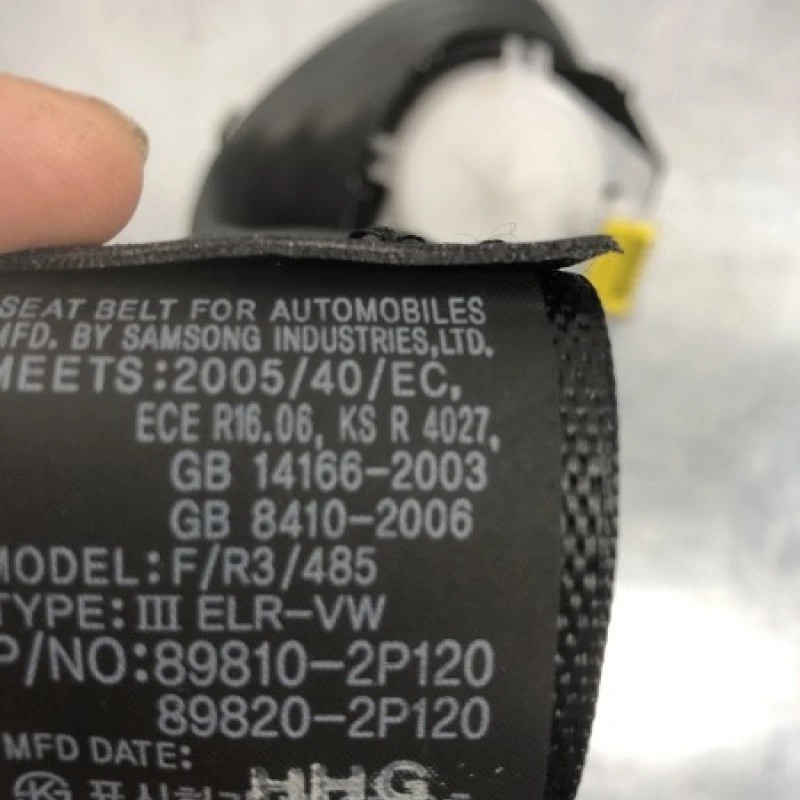 SEAT BELT FOR AUTOMOBILES
MFD. BY SAMSONG INDUSTRIES,LTD.
MEETS:2005/40/EC,
ECE R16.06, KS R 4027,
GB 14166-2003
GB 8410-2006
MODEL:F/R3/485
TYPE:III ELR-VW
P/NO:89810-2P120
89820-2P120
MFD DATE:
HHG